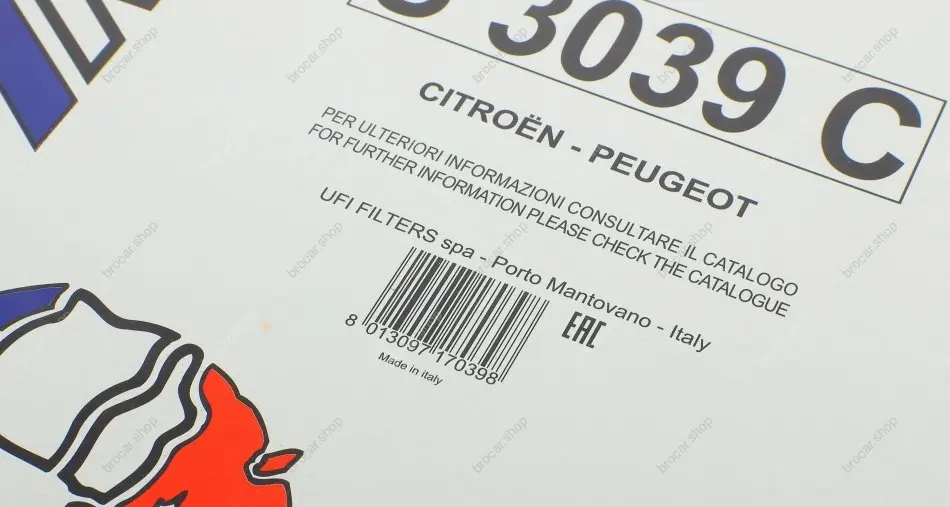 3039 C
CITROËN - PEUGEOT
PER ULTERIORI INFORMAZIONI CONSULTARE IL CATALOGO
FOR FURTHER INFORMATION PLEASE CHECK THE CATALOGUE
UFI FILTERS spa - Porto Mantovano - Italy
EAC
8 013097 170398
Made in italy
brocar.shop